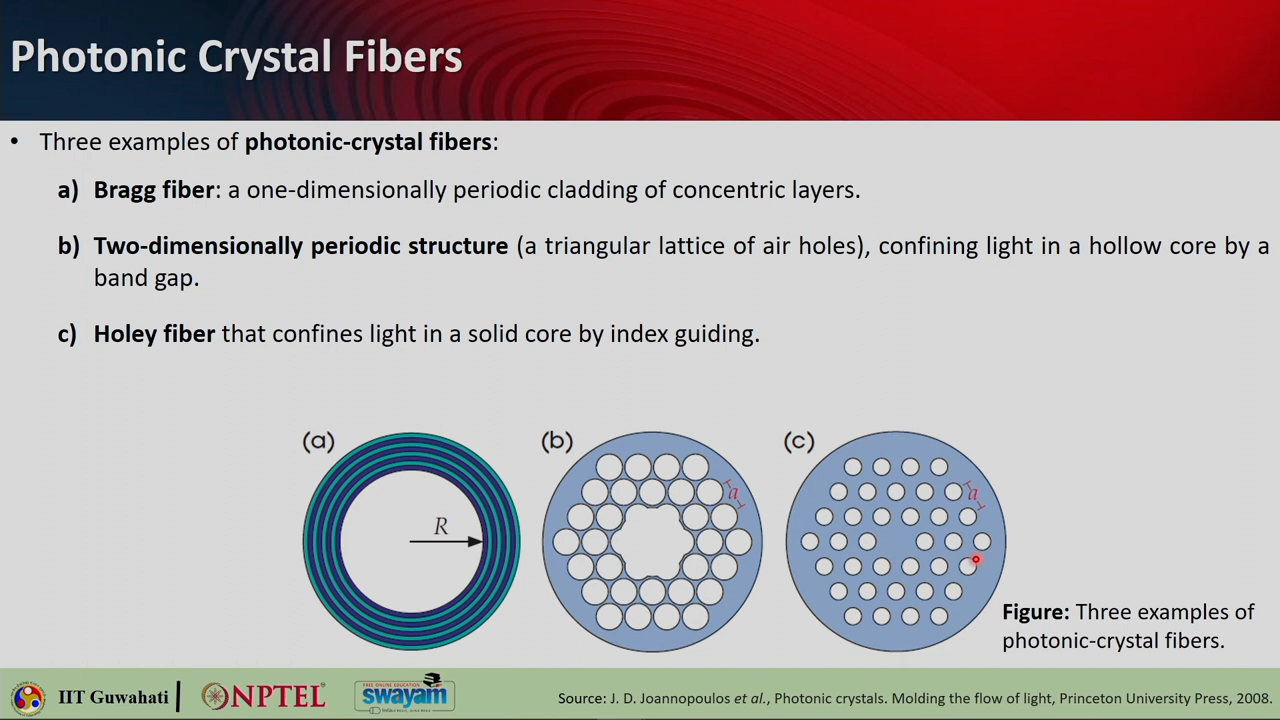 Photonic Crystal Fibers
• Three examples of photonic-crystal fibers:
a) Bragg fiber: a one-dimensionally periodic cladding of concentric layers.
b) Two-dimensionally periodic structure (a triangular lattice of air holes), confining light in a hollow core by a
band gap.
c) Holey fiber that confines light in a solid core by index guiding.
(a) (b) (c)
R
a
a
Figure: Three examples of
photonic-crystal fibers.
IIT Guwahati
NPTEL
FREE ONLINE EDUCATION
swayam
Source: J. D. Joannopoulos et al., Photonic crystals. Molding the flow of light, Princeton University Press, 2008.